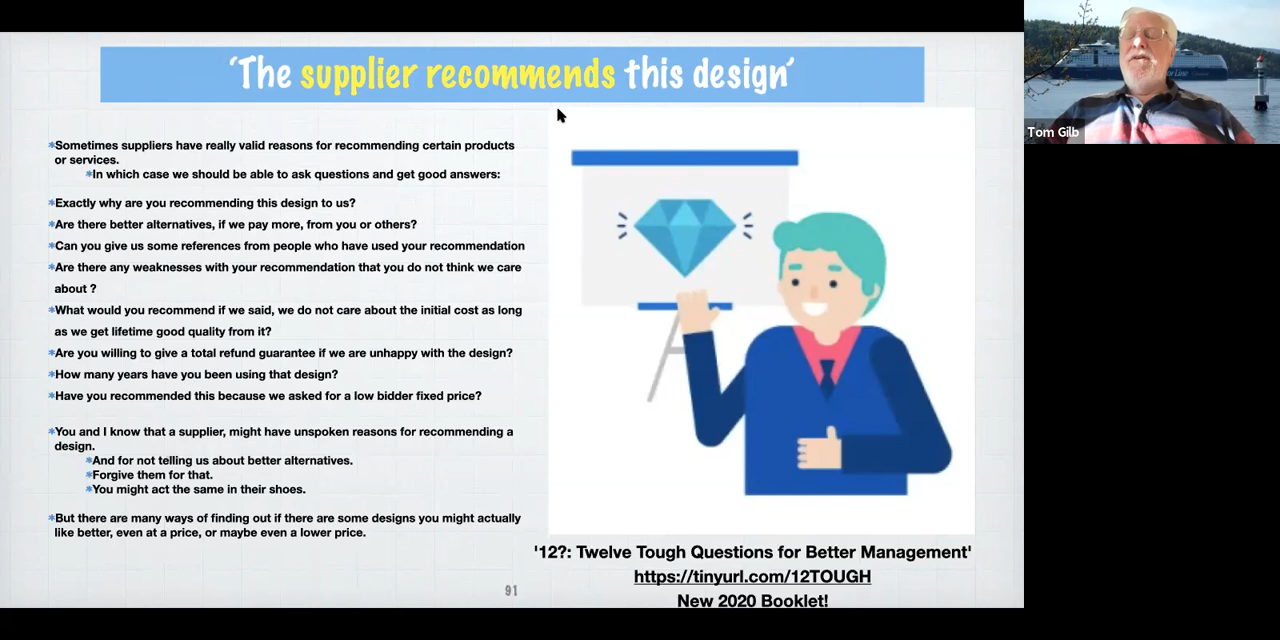 ‘The supplier recommends this design’
*Sometimes suppliers have really valid reasons for recommending certain products
or services.
*In which case we should be able to ask questions and get good answers:
*Exactly why are you recommending this design to us?
*Are there better alternatives, if we pay more, from you or others?
*Can you give us some references from people who have used your recommendation
*Are there any weaknesses with your recommendation that you do not think we care
about ?
*What would you recommend if we said, we do not care about the initial cost as long
as we get lifetime good quality from it?
*Are you willing to give a total refund guarantee if we are unhappy with the design?
*How many years have you been using that design?
*Have you recommended this because we asked for a low bidder fixed price?
*You and I know that a supplier, might have unspoken reasons for recommending a
design.
*And for not telling us about better alternatives.
*Forgive them for that.
*You might act the same in their shoes.
*But there are many ways of finding out if there are some designs you might actually
like better, even at a price, or maybe even a lower price.
91
'12?: Twelve Tough Questions for Better Management'
https://tinyurl.com/12TOUGH
New 2020 Booklet!
Tom Gilb